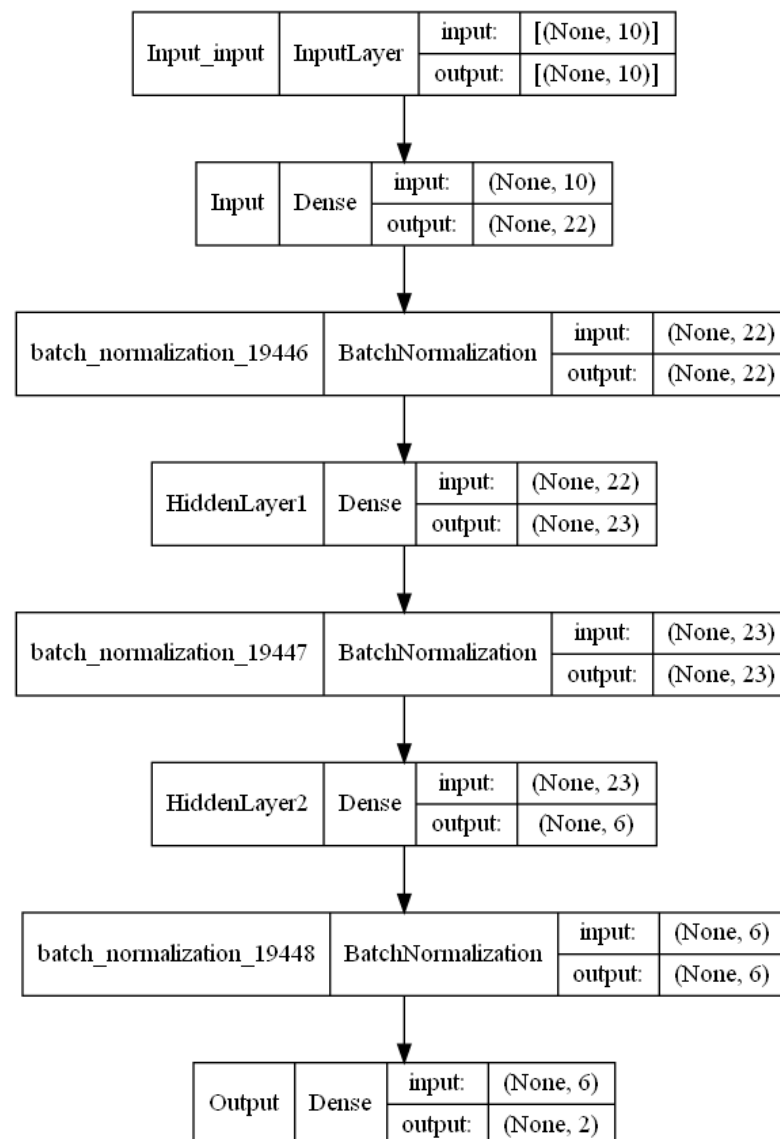 Input_input InputLayer input: [(None, 10)]
output: [(None, 10)]
Input Dense input: (None, 10)
output: (None, 22)
batch_normalization_19446 BatchNormalization input: (None, 22)
output: (None, 22)
HiddenLayer1 Dense input: (None, 22)
output: (None, 23)
batch_normalization_19447 BatchNormalization input: (None, 23)
output: (None, 23)
HiddenLayer2 Dense input: (None, 23)
output: (None, 6)
batch_normalization_19448 BatchNormalization input: (None, 6)
output: (None, 6)
Output Dense input: (None, 6)
output: (None, 2)